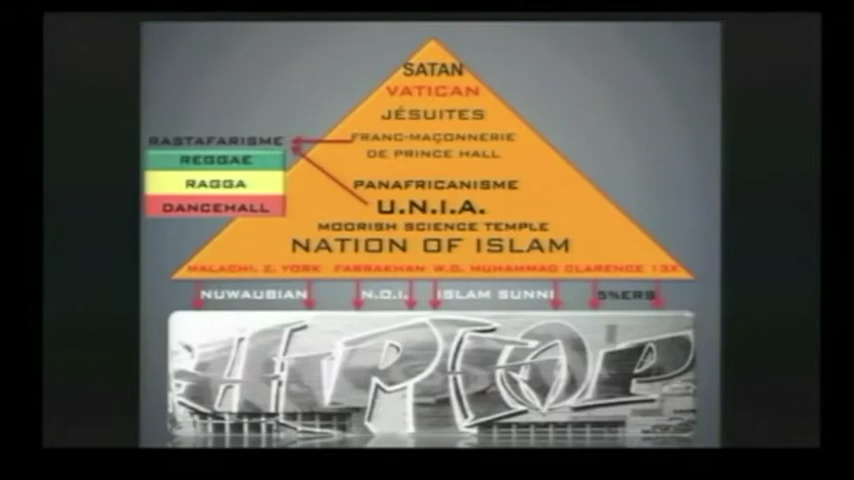 SATAN
VATICAN
JÉSUITES
FRANC-MAÇONNERIE
DE PRINCE HALL
RASTAFARISME
REGGAE
RAGGA
DANCEHALL
PANAFRICANISME
U.N.I.A.
MOORISH SCIENCE TEMPLE
NATION OF ISLAM
MALACHI. Z. YORK FARRAKHAN W.D. MUHAMMAD CLARENCE 13X
NUWAUBIAN N.O.I. ISLAM SUNNI 5%ERS
HIP HOP